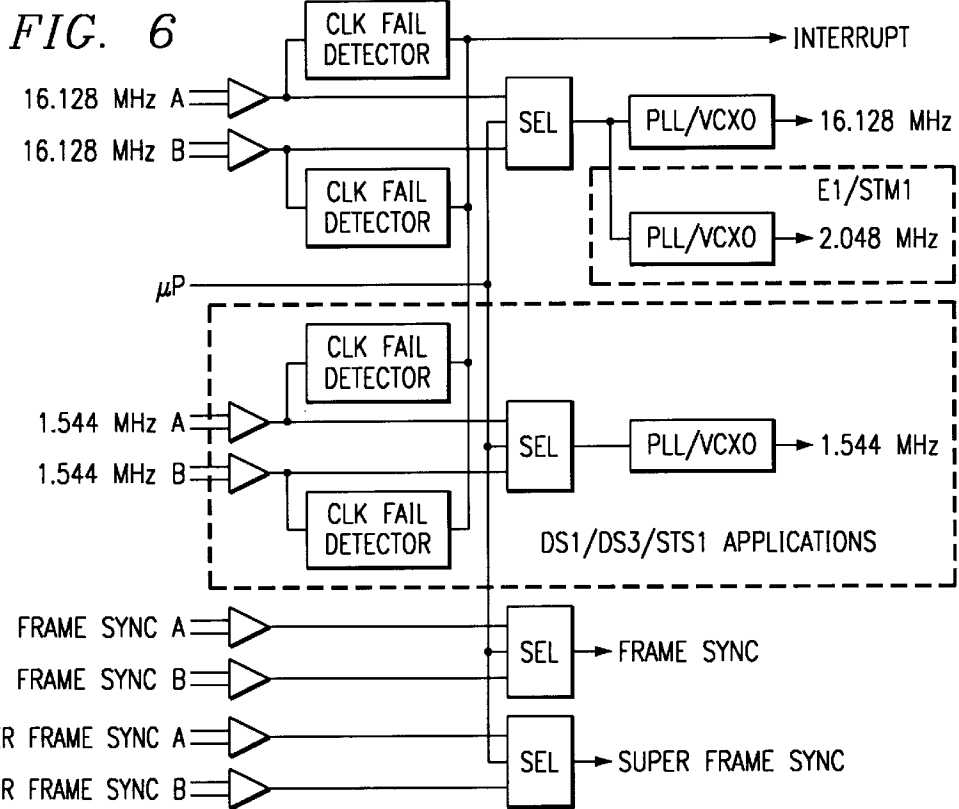 FIG. 6
CLK FAIL
DETECTOR
INTERRUPT
16.128 MHz A
SEL
PLL/VCXO
16.128 MHz
16.128 MHz B
CLK FAIL
DETECTOR
E1/STM1
PLL/VCXO
2.048 MHz
μP
CLK FAIL
DETECTOR
1.544 MHz A
SEL
PLL/VCXO
1.544 MHz
1.544 MHz B
CLK FAIL
DETECTOR
DS1/DS3/STS1 APPLICATIONS
FRAME SYNC A
SEL
FRAME SYNC
FRAME SYNC B
ER FRAME SYNC A
SEL
SUPER FRAME SYNC
R FRAME SYNC B